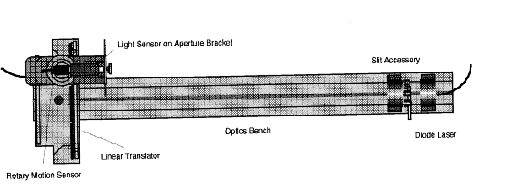 Light Sensor on Aperture Bracket
Slit Accessory
Optics Bench
Diode Laser
Linear Translator
Rotary Motion Sensor